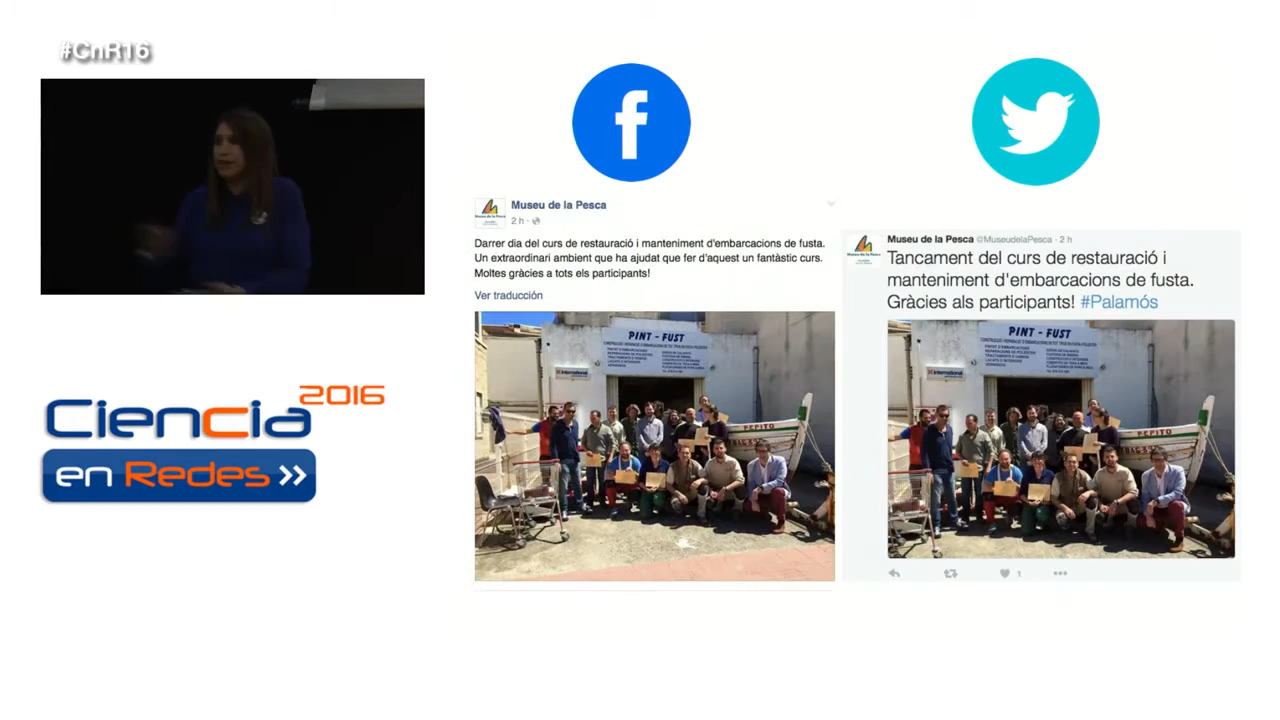 #CnR16
Ciencia 2016
en Redes >>
Museu de la Pesca
2 h ·
Darrer dia del curs de restauració i manteniment d'embarcacions de fusta.
Un extraordinari ambient que ha ajudat que fer d'aquest un fantàstic curs.
Moltes gràcies a tots els participants!
Ver traducción
PINT - FUST
International
PEPITO
Museu de la Pesca @MuseudelaPesca · 2 h
Tancament del curs de restauració i
manteniment d'embarcacions de fusta.
Gràcies als participants! #Palamós
PINT - FUST
International
PEPITO
1